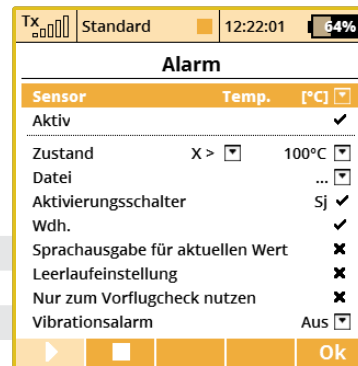 Tx Standard 12:22:01 64%
Alarm
Sensor Temp. [°C]
Aktiv
Zustand X > 100°C
Datei ...
Aktivierungsschalter Sj
Wdh.
Sprachausgabe für aktuellen Wert
Leerlaufeinstellung
Nur zum Vorflugcheck nutzen
Vibrationsalarm Aus
Ok